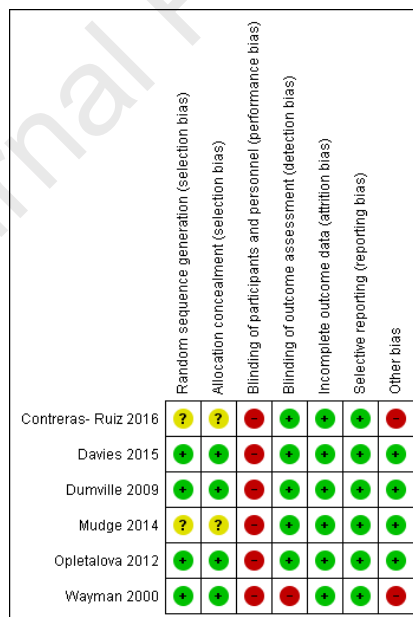 rnal P
Random sequence generation (selection bias)
Allocation concealment (selection bias)
Blinding of participants and personnel (performance bias)
Blinding of outcome assessment (detection bias)
Incomplete outcome data (attrition bias)
Selective reporting (reporting bias)
Other bias
Contreras- Ruiz 2016 ? ? - + + + -
Davies 2015 + + - + + + +
Dumville 2009 + + - + + + +
Mudge 2014 ? ? - + + + +
Opletalova 2012 + + - + + + +
Wayman 2000 + + - - + + -